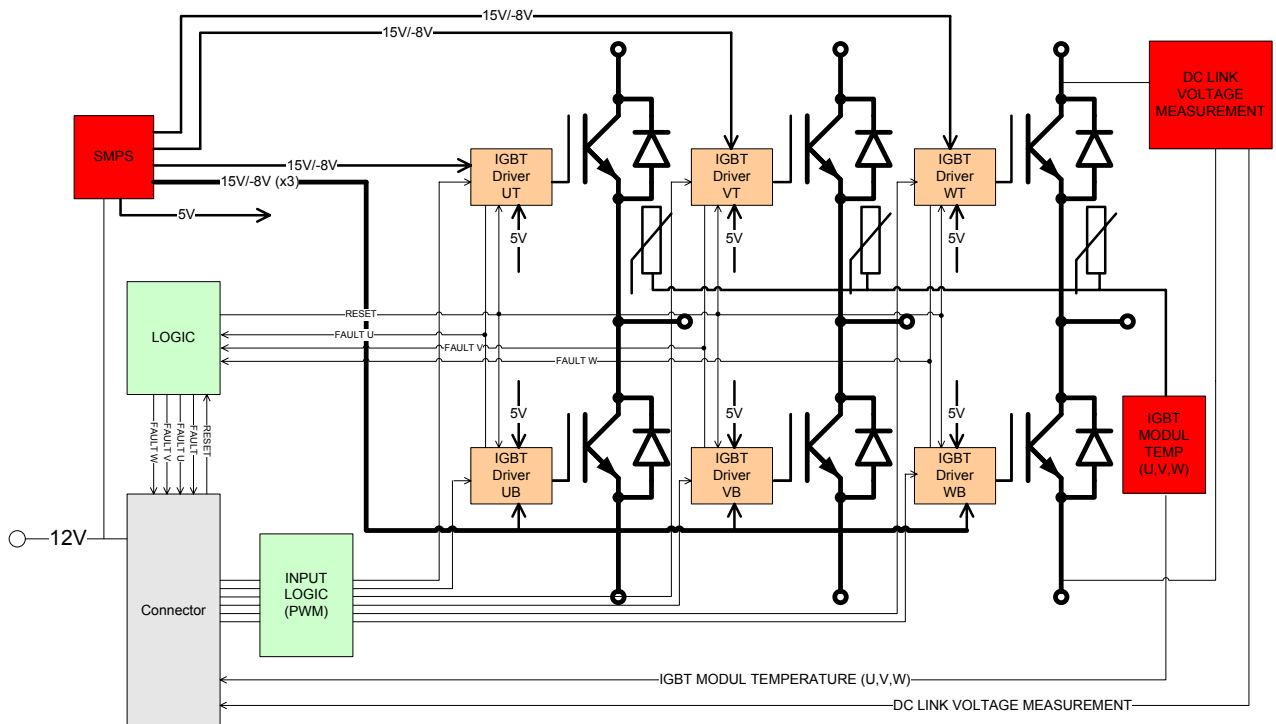 15V/-8V
15V/-8V
DC LINK
VOLTAGE
MEASUREMENT
SMPS
15V/-8V
15V/-8V (x3)
5V
IGBT
Driver
UT
IGBT
Driver
VT
IGBT
Driver
WT
5V
5V
5V
LOGIC
RESET
FAULT U
FAULT V
FAULT W
FAULT W
FAULT V
FAULT U
FAULT
RESET
5V
5V
5V
IGBT
Driver
UB
IGBT
Driver
VB
IGBT
Driver
WB
IGBT
MODUL
TEMP
(U,V,W)
12V
Connector
INPUT
LOGIC
(PWM)
IGBT MODUL TEMPERATURE (U,V,W)
DC LINK VOLTAGE MEASUREMENT